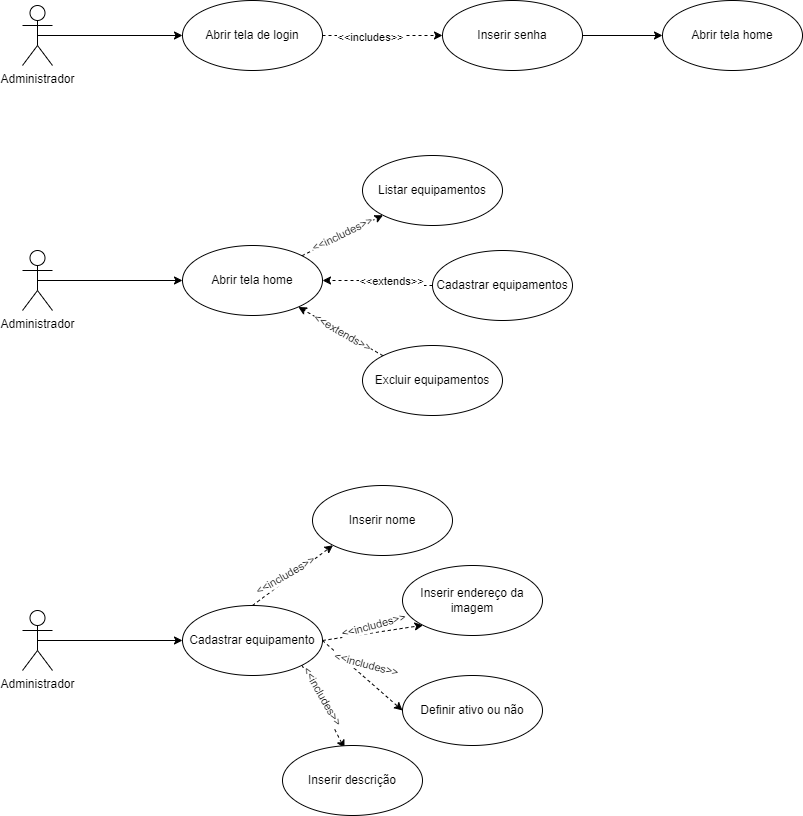 Abrir tela de login
<<includes>>
Inserir senha
Abrir tela home
Administrador
Listar equipamentos
<<includes>>
Abrir tela home
<<extends>>
Cadastrar equipamentos
Administrador
<<extends>>
Excluir equipamentos
Inserir nome
<<includes>>
Inserir endereço da
imagem
<<includes>>
Cadastrar equipamento
<<includes>>
Administrador
<<includes>>
Definir ativo ou não
Inserir descrição